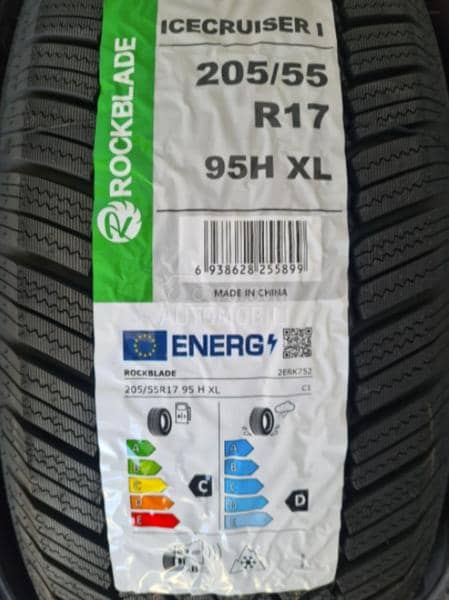 ROCKBLADE
ICECRUISER I
205/55
R17
95H XL
6 938628 255899
MADE IN CHINA
ENERG
ROCKBLADE 2ERK752
205/55R17 95 H XL C1
A A
B B
C C C
D D D
E E